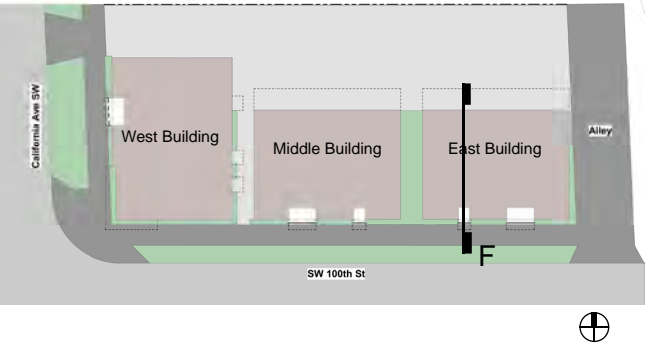 California Ave SW
West Building
Middle Building
East Building
Alley
F
SW 100th St